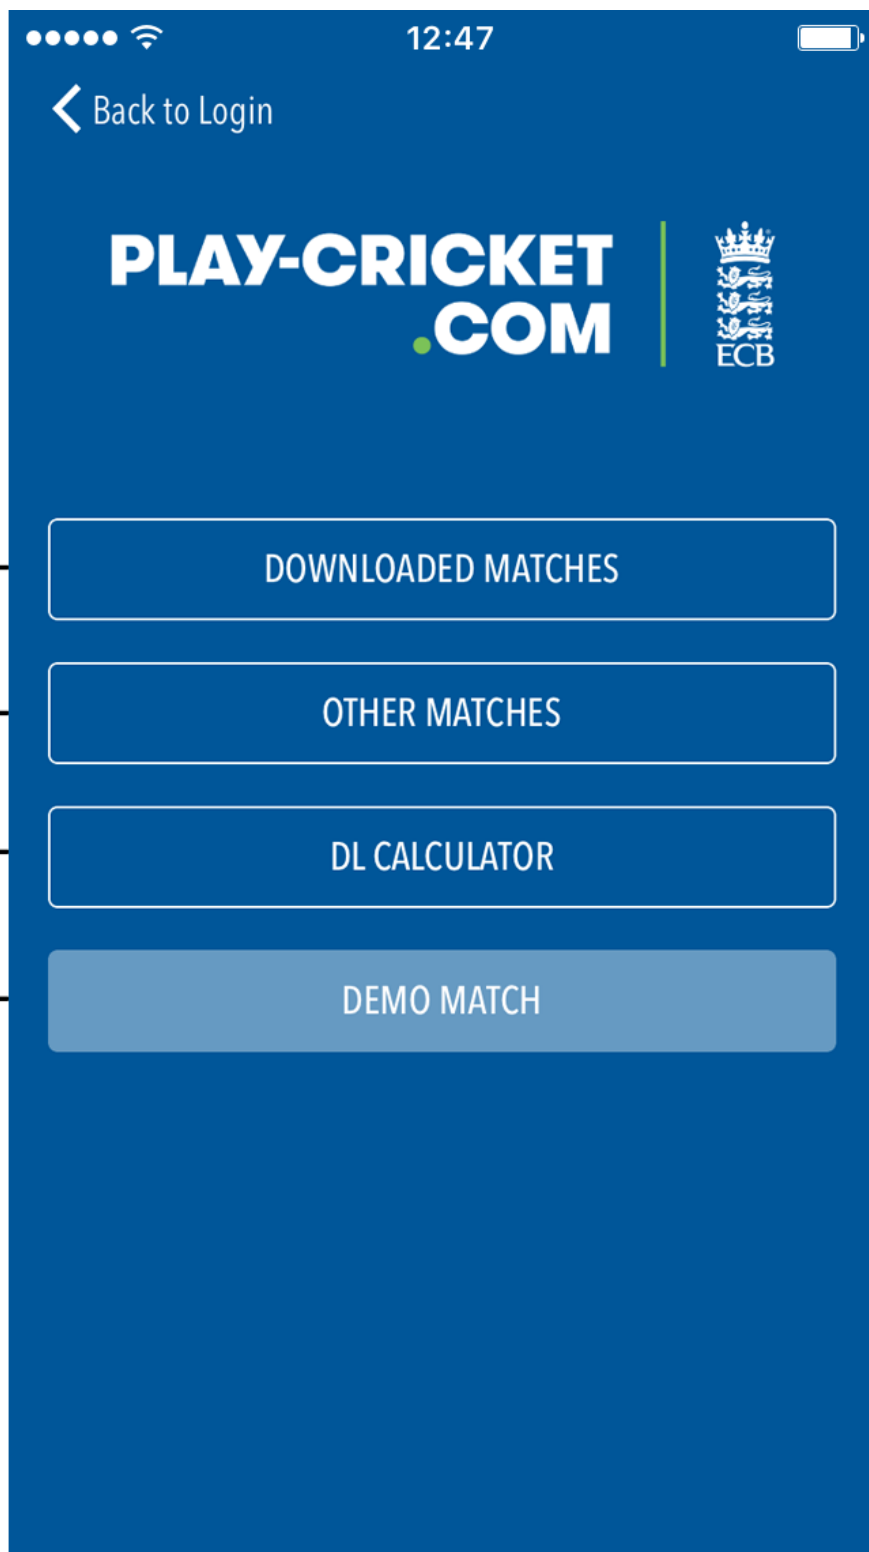 12:47
Back to Login
PLAY-CRICKET
.COM
ECB
DOWNLOADED MATCHES
OTHER MATCHES
DL CALCULATOR
DEMO MATCH